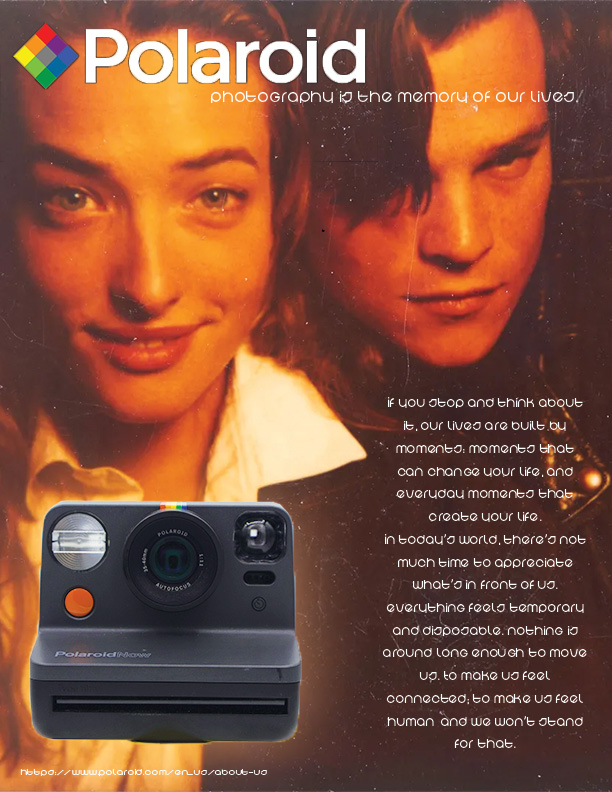 Polaroid
photography is the memory of our lives.
if you stop and think about
it, our lives are built by
moments: moments that
can change your life, and
everyday moments that
create your life.
in today's world, there's not
much time to appreciate
what's in front of us.
everything feels temporary
and disposable. nothing is
around long enough to move
us. to make us feel
connected; to make us feel
human and we won't stand
for that.
POLAROID
AUTOFOCUS
PolaroidNow
https://www.polaroid.com/en_us/about-us